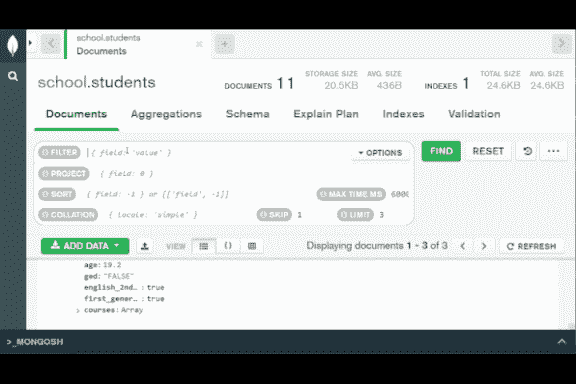 school.students
Documents
school.students
DOCUMENTS 11 STORAGE SIZE 20.5KB AVG. SIZE 436B INDEXES 1 TOTAL SIZE 24.6KB AVG. SIZE 24.6KB
Documents Aggregations Schema Explain Plan Indexes Validation
FILTER { field: 'value' } OPTIONS FIND RESET
PROJECT { field: 0 }
SORT { field: -1 } or [['field', -1]] MAX TIME MS
COLLATION { locale: 'simple' } SKIP 1 LIMIT 3
ADD DATA VIEW Displaying documents 1 - 3 of 3 REFRESH
age: 19.2
ged: "FALSE"
english_2nd… : true
first_gener… : true
courses: Array
>_MONGOSH